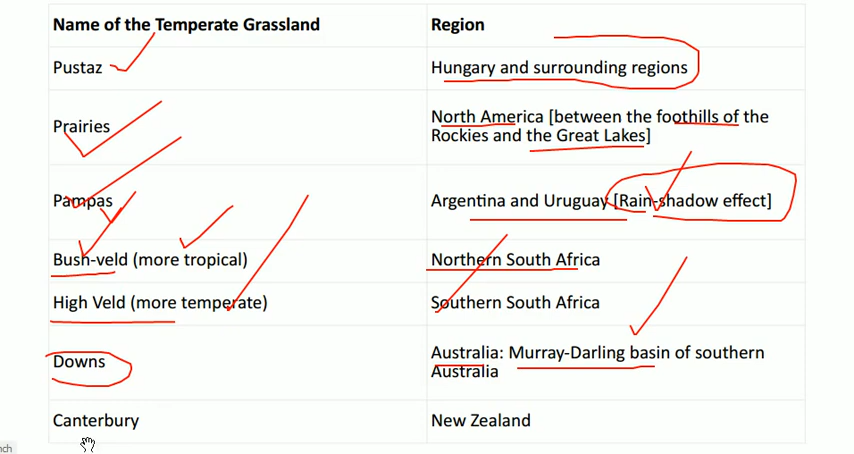 Name of the Temperate Grassland Region
Pustaz Hungary and surrounding regions
Prairies North America [between the foothills of the
Rockies and the Great Lakes]
Pampas Argentina and Uruguay [Rain-shadow effect]
Bush-veld (more tropical) Northern South Africa
High Veld (more temperate) Southern South Africa
Downs Australia: Murray-Darling basin of southern
Australia
Canterbury New Zealand
nch